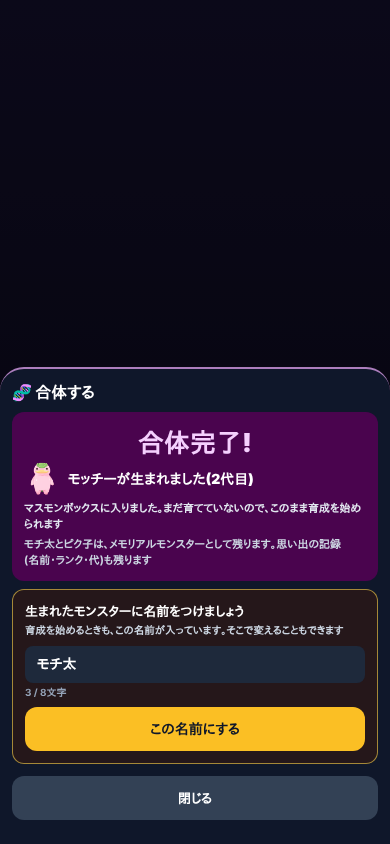 🧬 合体する
合体完了!
モッチーが生まれました(2代目)
マスモンボックスに入りました。まだ育てていないので、このまま育成を始め
られます
モチ太とピク子は、メモリアルモンスターとして残ります。思い出の記録
(名前・ランク・代)も残ります
生まれたモンスターに名前をつけましょう
育成を始めるときも、この名前が入っています。そこで変えることもできます
モチ太
3 / 8文字
この名前にする
閉じる